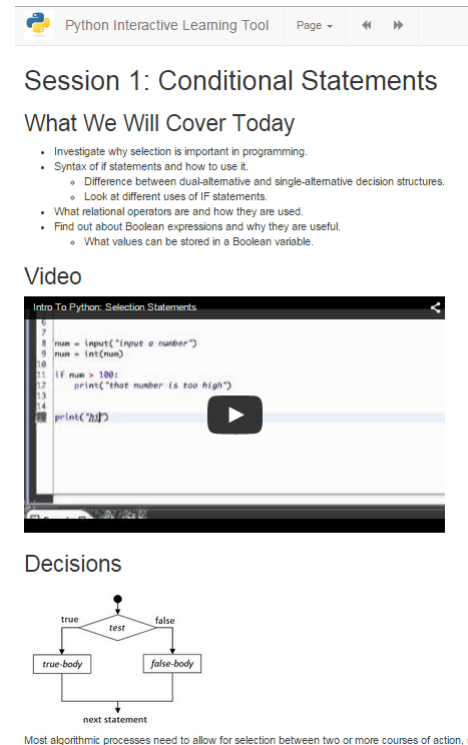 Python Interactive Learning Tool Page
Session 1: Conditional Statements
What We Will Cover Today
Investigate why selection is important in programming.
Syntax of if statements and how to use it.
Difference between dual-alternative and single-alternative decision structures.
Look at different uses of IF statements.
What relational operators are and how they are used.
Find out about Boolean expressions and why they are useful.
What values can be stored in a Boolean variable.
Video
Intro To Python: Selection Statements
6
7
8 num = input("input a number")
9 num = int(num)
10
11 if num > 100:
12 print("that number is too high")
13
14
print("hi")
Decisions
true test false
true-body false-body
next statement
Most algorithmic processes need to allow for selection between two or more courses of action,